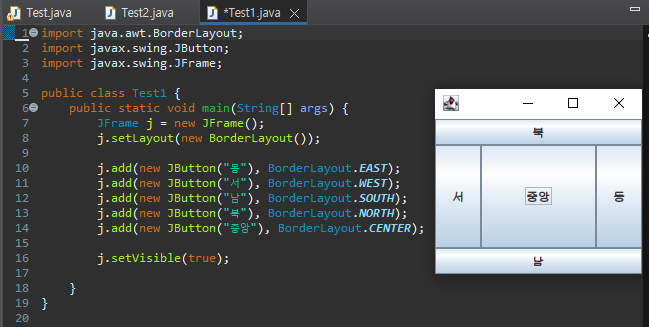 Test.java Test2.java *Test1.java
1 import java.awt.BorderLayout;
2 import javax.swing.JButton;
3 import javax.swing.JFrame;
4
5 public class Test1 {
6 public static void main(String[] args) {
7 JFrame j = new JFrame();
8 j.setLayout(new BorderLayout());
9
10 j.add(new JButton("동"), BorderLayout.EAST);
11 j.add(new JButton("서"), BorderLayout.WEST);
12 j.add(new JButton("남"), BorderLayout.SOUTH);
13 j.add(new JButton("북"), BorderLayout.NORTH);
14 j.add(new JButton("중앙"), BorderLayout.CENTER);
15
16 j.setVisible(true);
17
18 }
19 }
20
북
서 중앙 동
남